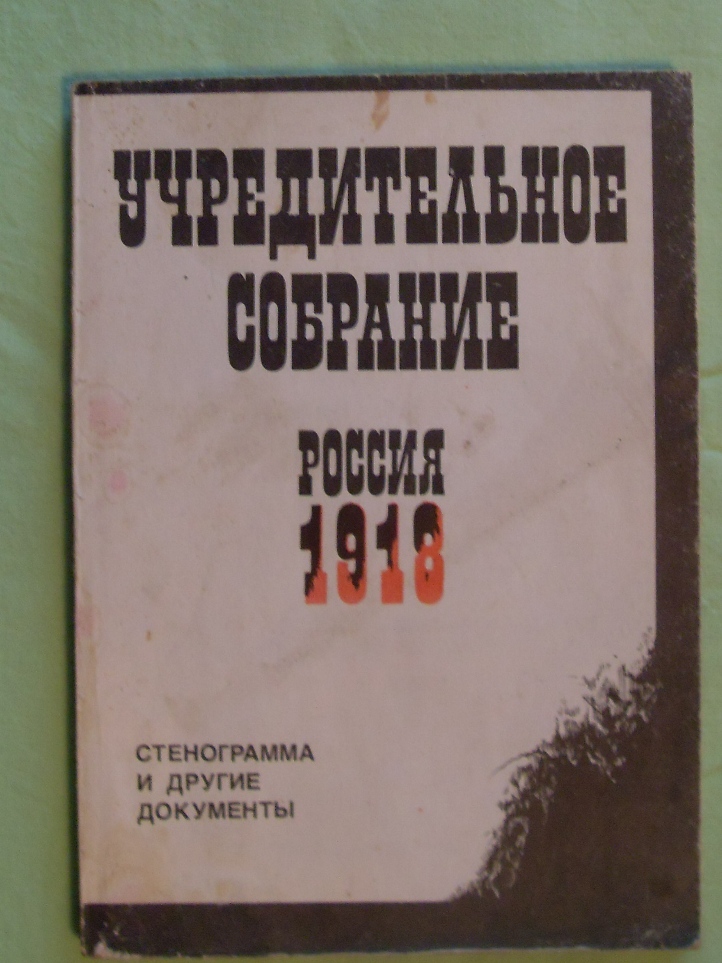 УЧРЕДИТЕЛЬНОЕ
СОБРАНИЕ
РОССИЯ
1918
СТЕНОГРАММА
И ДРУГИЕ
ДОКУМЕНТЫ